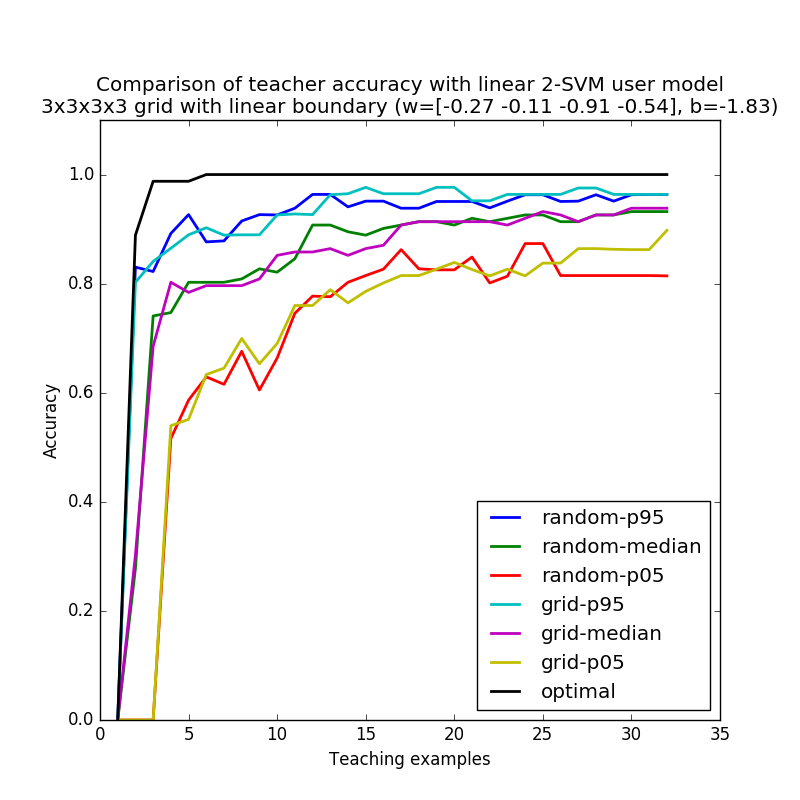 Comparison of teacher accuracy with linear 2-SVM user model
3x3x3x3 grid with linear boundary (w=[-0.27 -0.11 -0.91 -0.54], b=-1.83)
1.0
0.8
0.6
0.4
0.2
0.0
Accuracy
random-p95
random-median
random-p05
grid-p95
grid-median
grid-p05
optimal
0 5 10 15 20 25 30 35
Teaching examples